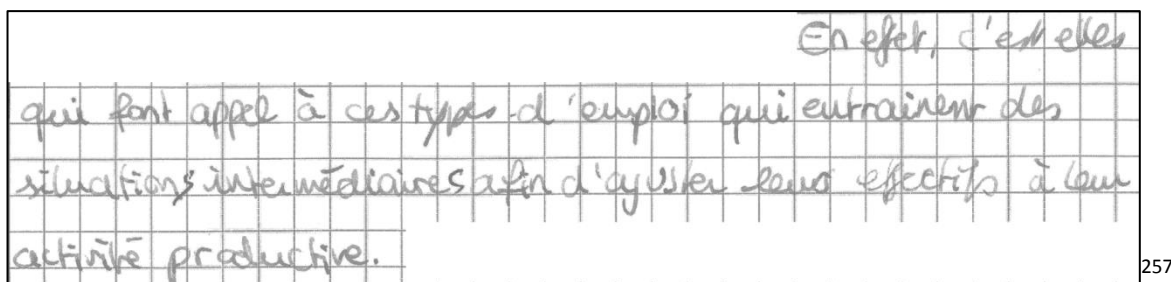 En effet, c'est elles
qui font appel à ces types d'emploi qui entrainent des
situations intermédiaires afin d'ajuster leurs effectifs à leur
activité productive.
257